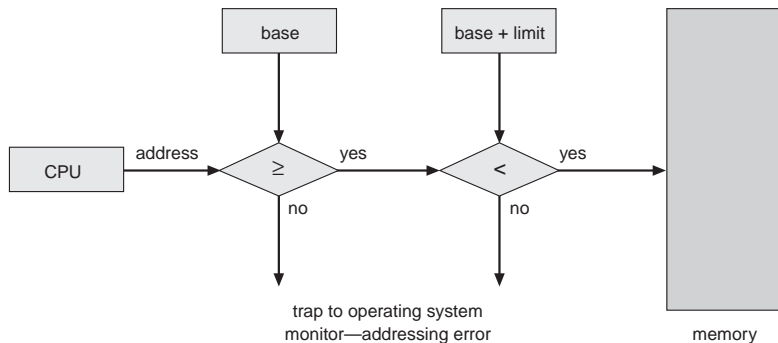 base
base + limit
address
yes
yes
CPU
≥
<
no
no
trap to operating system
monitor—addressing error
memory